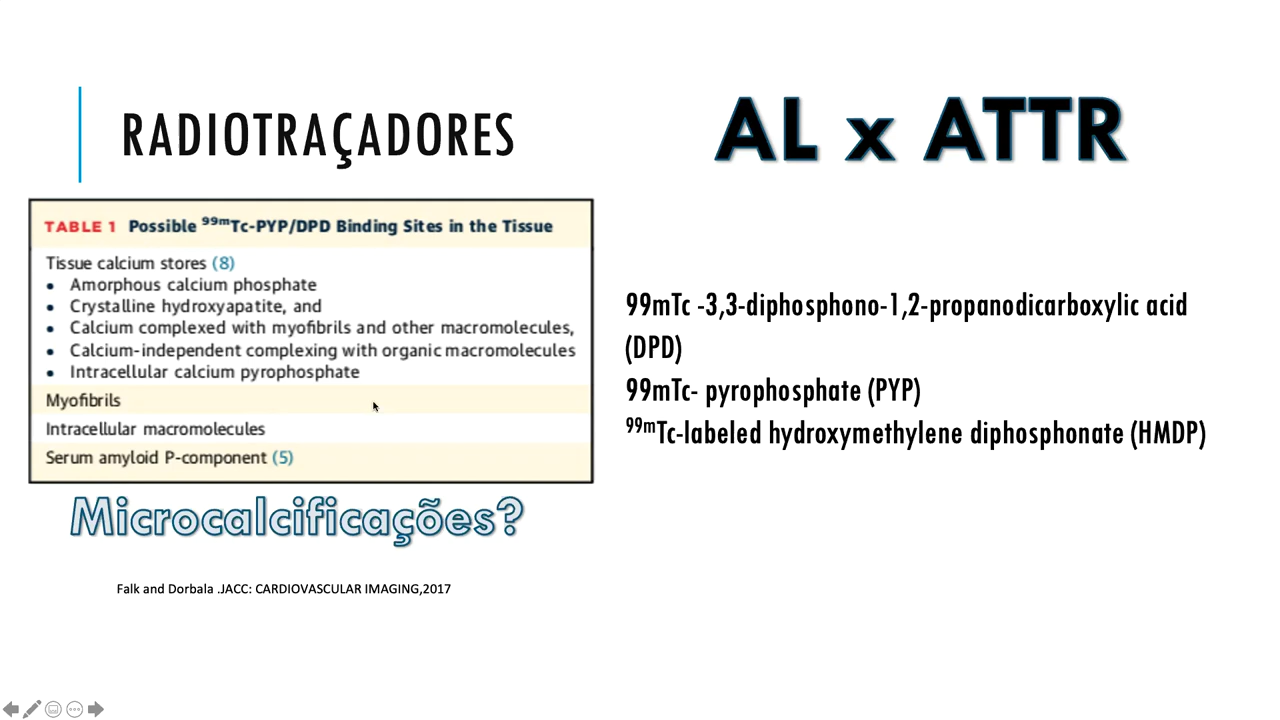 RADIOTRAÇADORES
AL x ATTR
TABLE 1 Possible ⁹⁹ᵐTc-PYP/DPD Binding Sites in the Tissue
Tissue calcium stores (8)
• Amorphous calcium phosphate
• Crystalline hydroxyapatite, and
• Calcium complexed with myofibrils and other macromolecules,
• Calcium-independent complexing with organic macromolecules
• Intracellular calcium pyrophosphate
Myofibrils
Intracellular macromolecules
Serum amyloid P-component (5)
Microcalcificações?
Falk and Dorbala .JACC: CARDIOVASCULAR IMAGING,2017
99mTc -3,3-diphosphono-1,2-propanodicarboxylic acid
(DPD)
99mTc- pyrophosphate (PYP)
⁹⁹ᵐTc-labeled hydroxymethylene diphosphonate (HMDP)